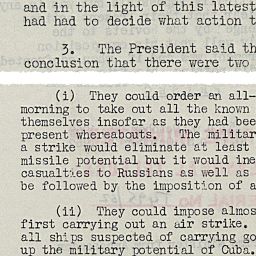 and in the light of this latest
had had to decide what action t
3. The President said th
conclusion that there were two
(i) They could order an all-
morning to take out all the known
themselves insofar as they had bee
present whereabouts. The militar
a strike would eliminate at least
missile potential but it would ine
casualties to Russians as well as
be followed by the imposition of a
(ii) They could impose almos
first carrying out an air strike.
all ships suspected of carrying go
up the military potential of Cuba.